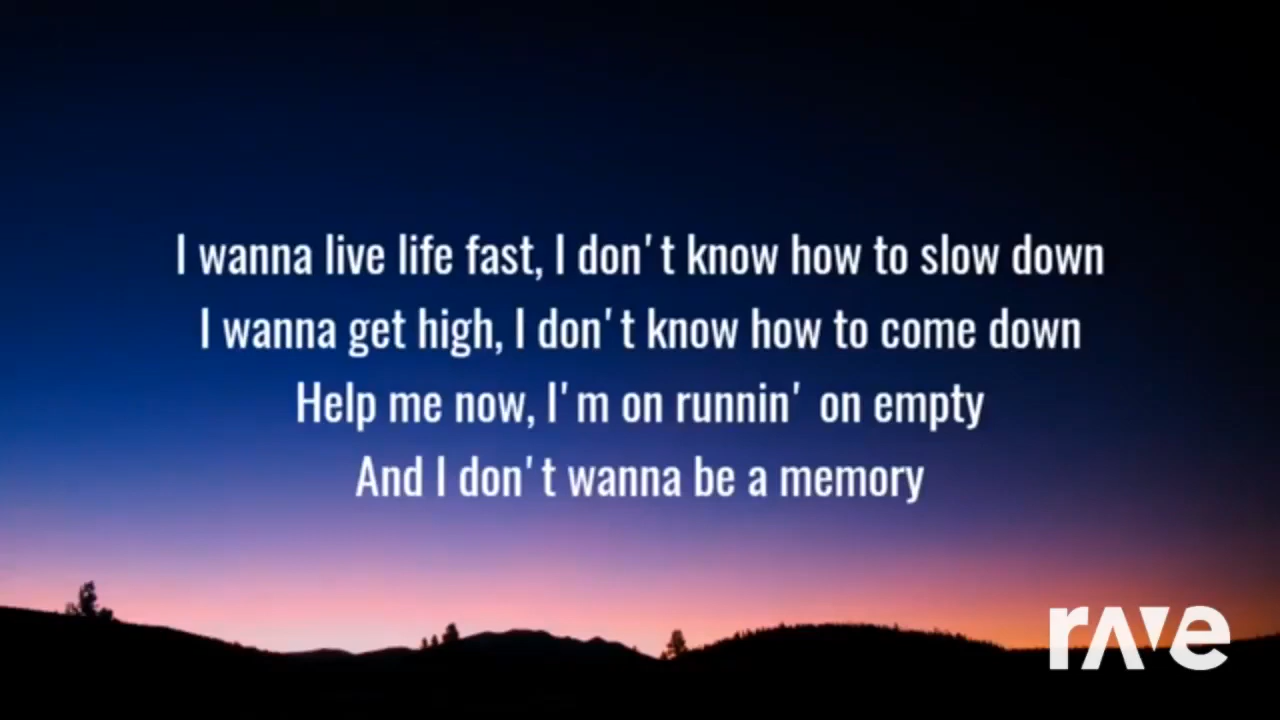 I wanna live life fast, I don't know how to slow down
I wanna get high, I don't know how to come down
Help me now, I'm on runnin' on empty
And I don't wanna be a memory
rave